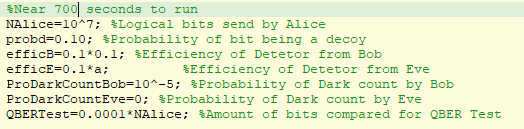 %Near 700 seconds to run
NAlice=10^7; %Logical bits send by Alice
probd=0.10; %Probability of bit being a decoy
efficB=0.1*0.1; %Efficiency of Detetor from Bob
efficE=0.1*a; %Efficiency of Detetor from Eve
ProDarkCountBob=10^-5; %Probability of Dark count by Bob
ProDarkCountEve=0; %Probability of Dark count by Eve
QBERTest=0.0001*NAlice; %Amount of bits compared for QBER Test